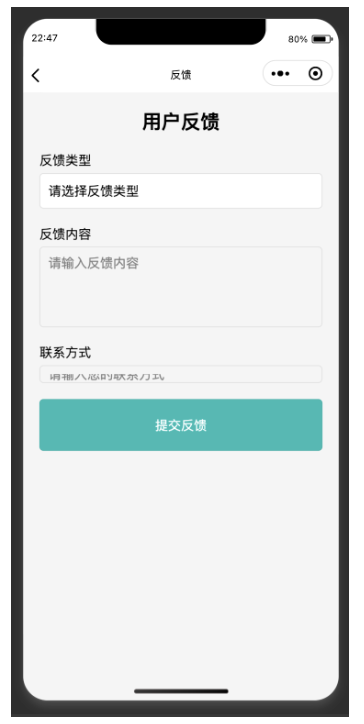 22:47
80%
反馈
用户反馈
反馈类型
请选择反馈类型
反馈内容
请输入反馈内容
联系方式
请输入您的联系方式
提交反馈